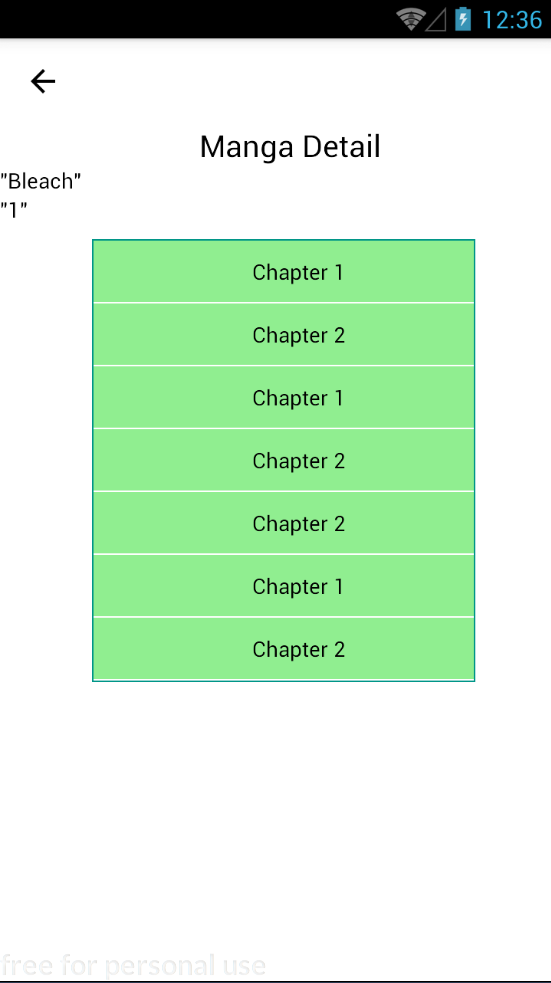 12:36
Manga Detail
"Bleach"
"1"
Chapter 1
Chapter 2
Chapter 1
Chapter 2
Chapter 2
Chapter 1
Chapter 2
free for personal use